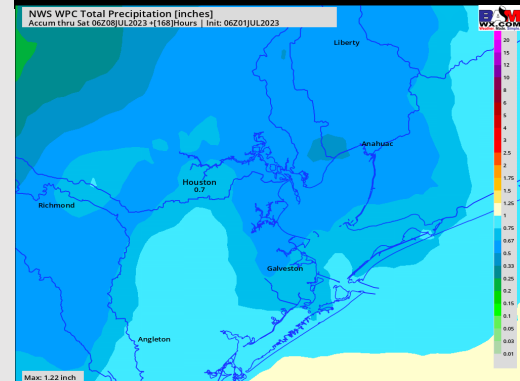 NWS WPC Total Precipitation [inches]
Accum thru Sat 06Z08JUL2023 +[168]Hours | Init: 06Z01JUL2023
BAM
WX.COM
Liberty
Anahuac
Houston
0.7
Richmond
Galveston
Angleton
Max: 1.22 inch
20
15
12
10
8
6
5
4
3
2.5
2
1.75
1.5
1.25
1
0.75
0.67
0.5
0.33
0.25
0.2
0.15
0.1
0.05
0.03
0.01